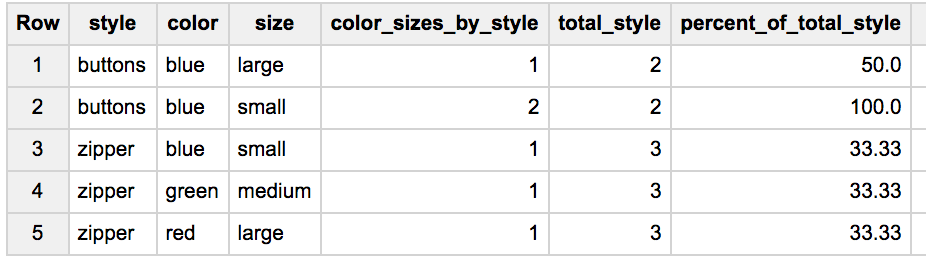 Row style color size color_sizes_by_style total_style percent_of_total_style
1 buttons blue large 1 2 50.0
2 buttons blue small 2 2 100.0
3 zipper blue small 1 3 33.33
4 zipper green medium 1 3 33.33
5 zipper red large 1 3 33.33